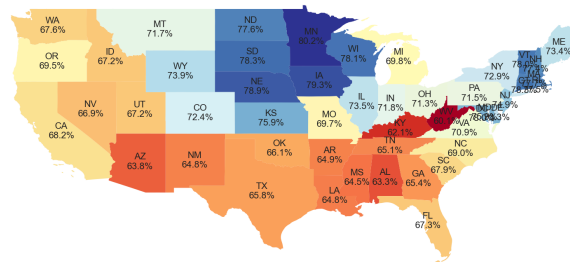 WA
67.6%
MT
71.7%
ND
77.6%
MN
80.2%
ME
73.4%
OR
69.5%
ID
67.2%
WY
73.9%
SD
78.3%
WI
78.1%
MI
69.8%
NY
72.9%
VT
NH
MA
NE
78.9%
IA
79.3%
IL
73.5%
IN
71.8%
OH
71.3%
PA
71.5%
NJ
NV
66.9%
UT
67.2%
CO
72.4%
KS
75.9%
MO
69.7%
KY
62.1%
VA
70.9%
CA
68.2%
AZ
63.8%
NM
64.8%
OK
66.1%
AR
64.9%
TN
65.1%
NC
69.0%
SC
67.9%
TX
65.8%
LA
64.8%
MS
64.5%
AL
63.3%
GA
65.4%
FL
67.3%